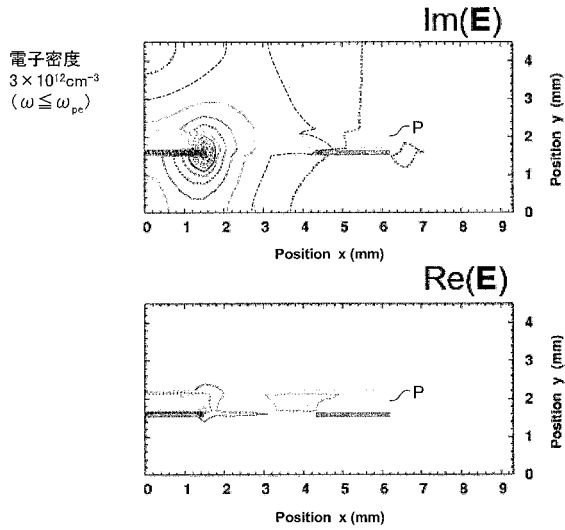 Im(E)
電子密度
3×10¹²cm⁻³
(ω≦ωpe)
P
4
3
2
1
0
Position y (mm)
0 1 2 3 4 5 6 7 8 9
Position x (mm)
Re(E)
P
4
3
2
1
0
Position y (mm)
0 1 2 3 4 5 6 7 8 9
Position x (mm)